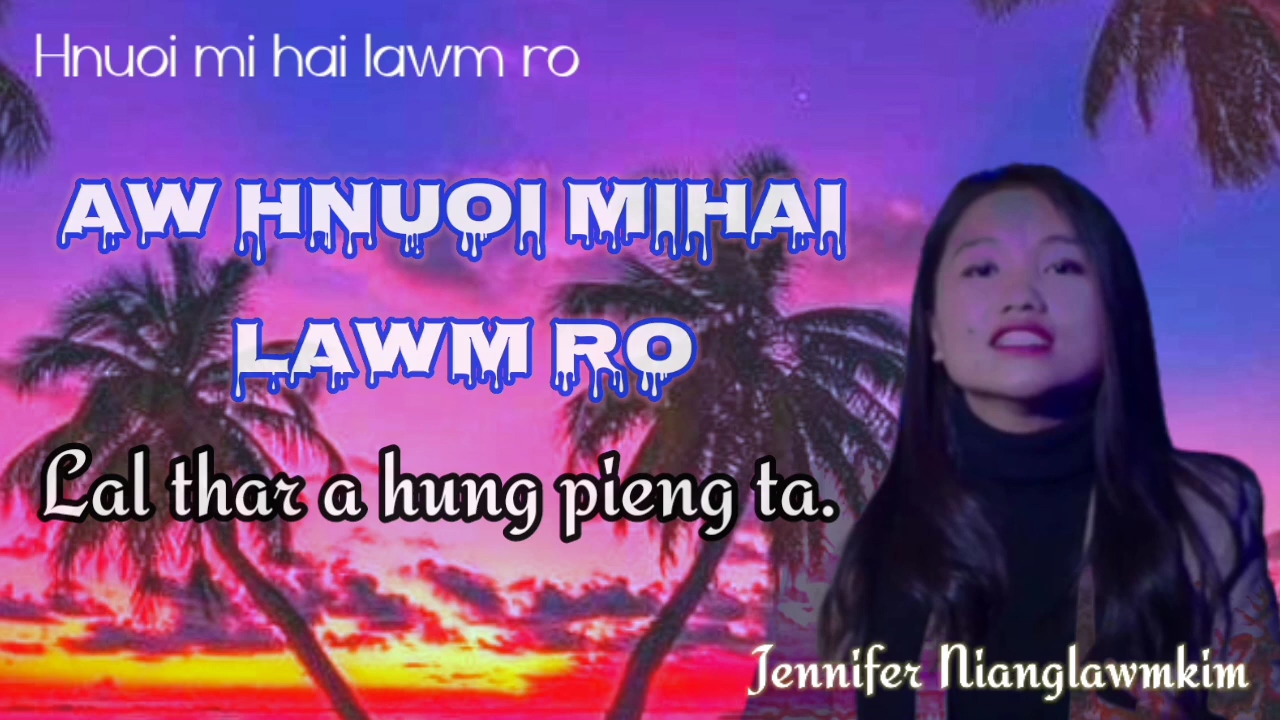 Hnuoi mi hai lawm ro
AW HNUOI MIHAI
LAWM RO
Lal thar a hung pieng ta.
Jennifer Nianglawmkim